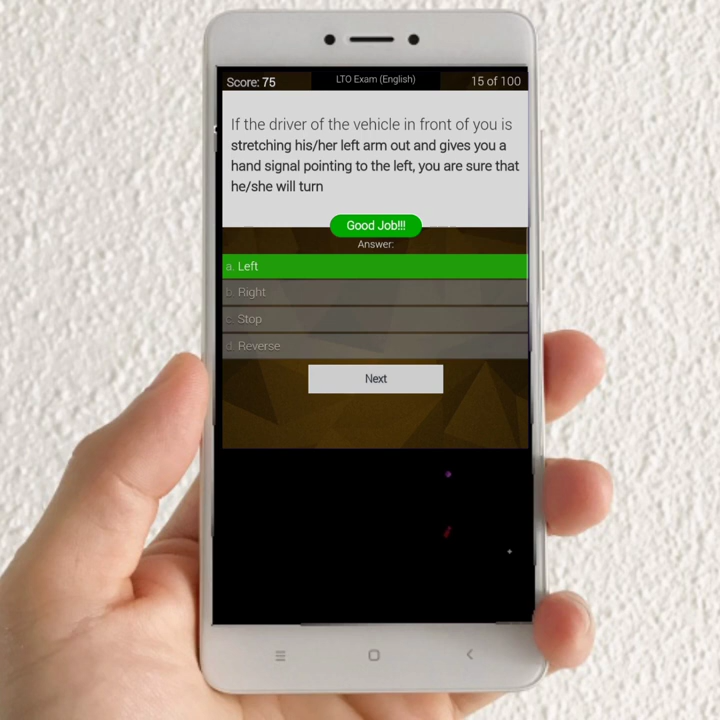 Score: 75
LTO Exam (English)
15 of 100
If the driver of the vehicle in front of you is
stretching his/her left arm out and gives you a
hand signal pointing to the left, you are sure that
he/she will turn
Good Job!!!
Answer:
a. Left
b. Right
c. Stop
d. Reverse
Next